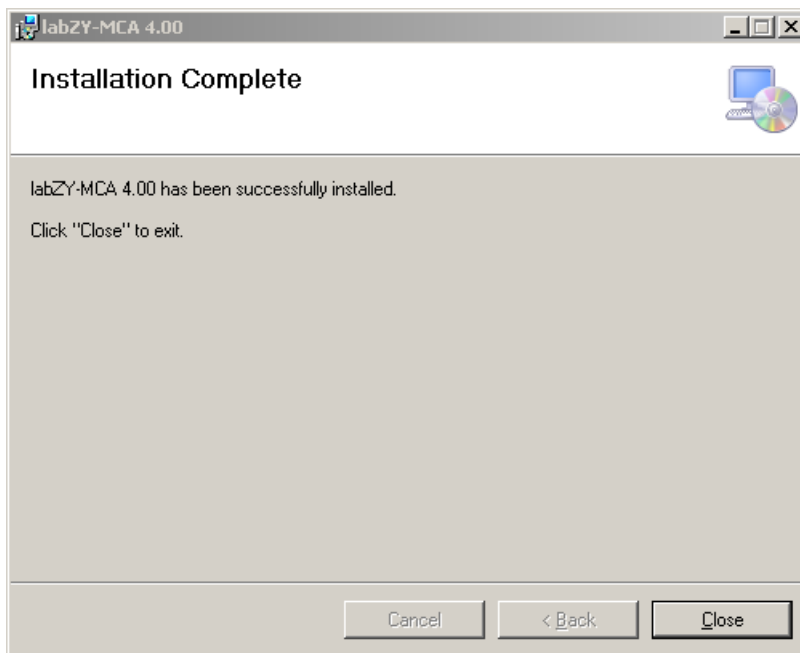 labZY-MCA 4.00
Installation Complete
labZY-MCA 4.00 has been successfully installed.
Click "Close" to exit.
Cancel
< Back
Close